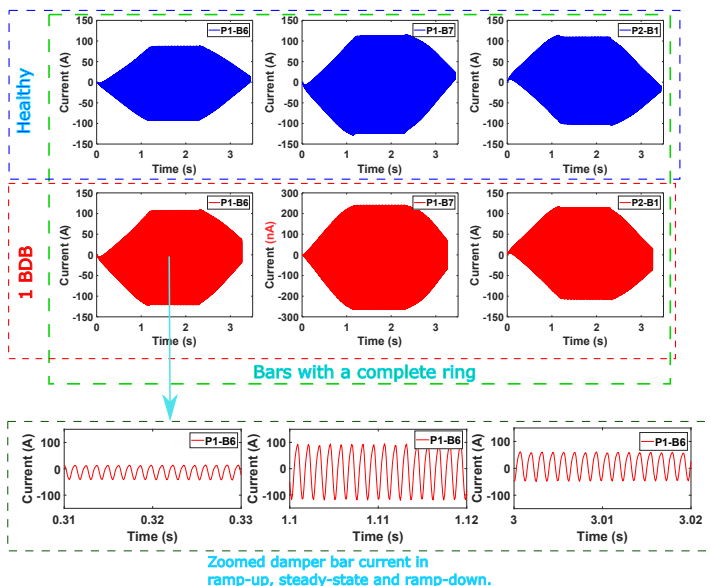 Healthy
150
100
50
0
-50
-100
-150
Current (A)
0 1 2 3
Time (s)
P1-B6
150
100
50
0
-50
-100
-150
Current (A)
0 1 2 3
Time (s)
P1-B7
150
100
50
0
-50
-100
-150
Current (A)
0 1 2 3
Time (s)
P2-B1
1 BDB
150
100
50
0
-50
-100
-150
Current (A)
0 1 2 3
Time (s)
P1-B6
300
200
100
0
-100
-200
-300
Current (nA)
0 1 2 3
Time (s)
P1-B7
150
100
50
0
-50
-100
-150
Current (A)
0 1 2 3
Time (s)
P2-B1
Bars with a complete ring
100
0
-100
Current (A)
0.31 0.32 0.33
Time (s)
P1-B6
100
0
-100
Current (A)
1.1 1.11 1.12
Time (s)
P1-B6
100
0
-100
Current (A)
3 3.01 3.02
Time (s)
P1-B6
Zoomed damper bar current in
ramp-up, steady-state and ramp-down.